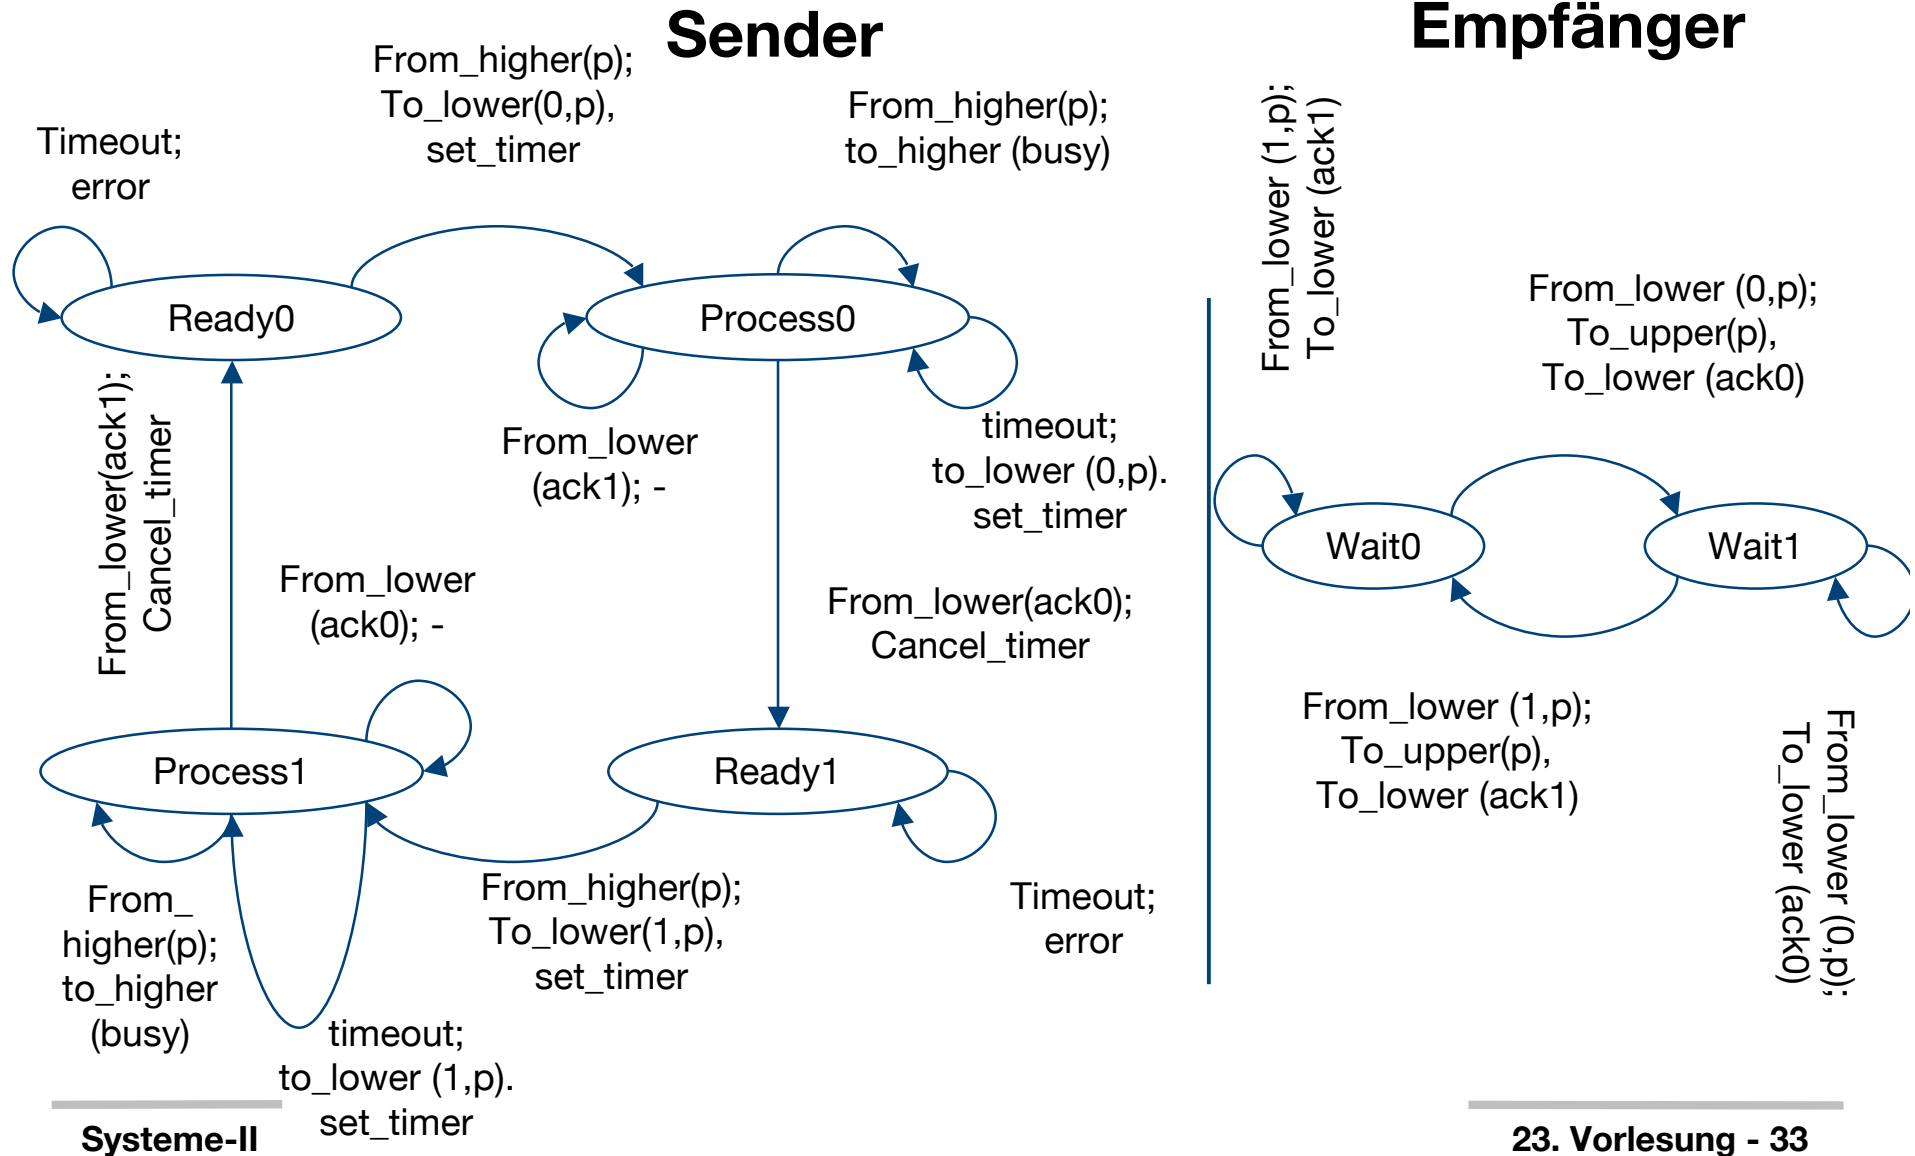 Sender
Empfänger
From_higher(p);
To_lower(0,p),
set_timer
From_higher(p);
to_higher (busy)
Timeout;
error
Ready0
Process0
From_lower(ack1);
Cancel_timer
From_lower
(ack1); -
timeout;
to_lower (0,p).
set_timer
From_lower
(ack0); -
From_lower(ack0);
Cancel_timer
Process1
Ready1
From_
higher(p);
to_higher
(busy)
timeout;
to_lower (1,p).
set_timer
From_higher(p);
To_lower(1,p),
set_timer
Timeout;
error
From_lower (1,p);
To_lower (ack1)
From_lower (0,p);
To_upper(p),
To_lower (ack0)
Wait0
Wait1
From_lower (1,p);
To_upper(p),
To_lower (ack1)
From_lower (0,p);
To_lower (ack0)
Systeme-II
23. Vorlesung - 33